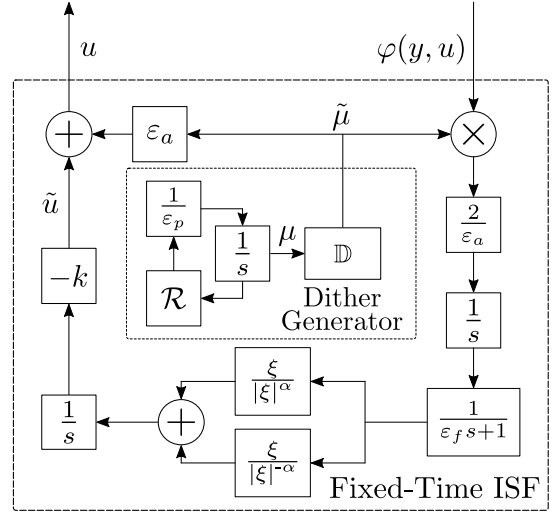 u
φ(y, u)
+
ε_a
μ̃
×
ũ
1/ε_p
1/s
μ
𝔻
2/ε_a
-k
ℛ
Dither
Generator
1/s
ξ/|ξ|^α
1/s
+
1/(ε_f s+1)
ξ/|ξ|^-α
Fixed-Time ISF